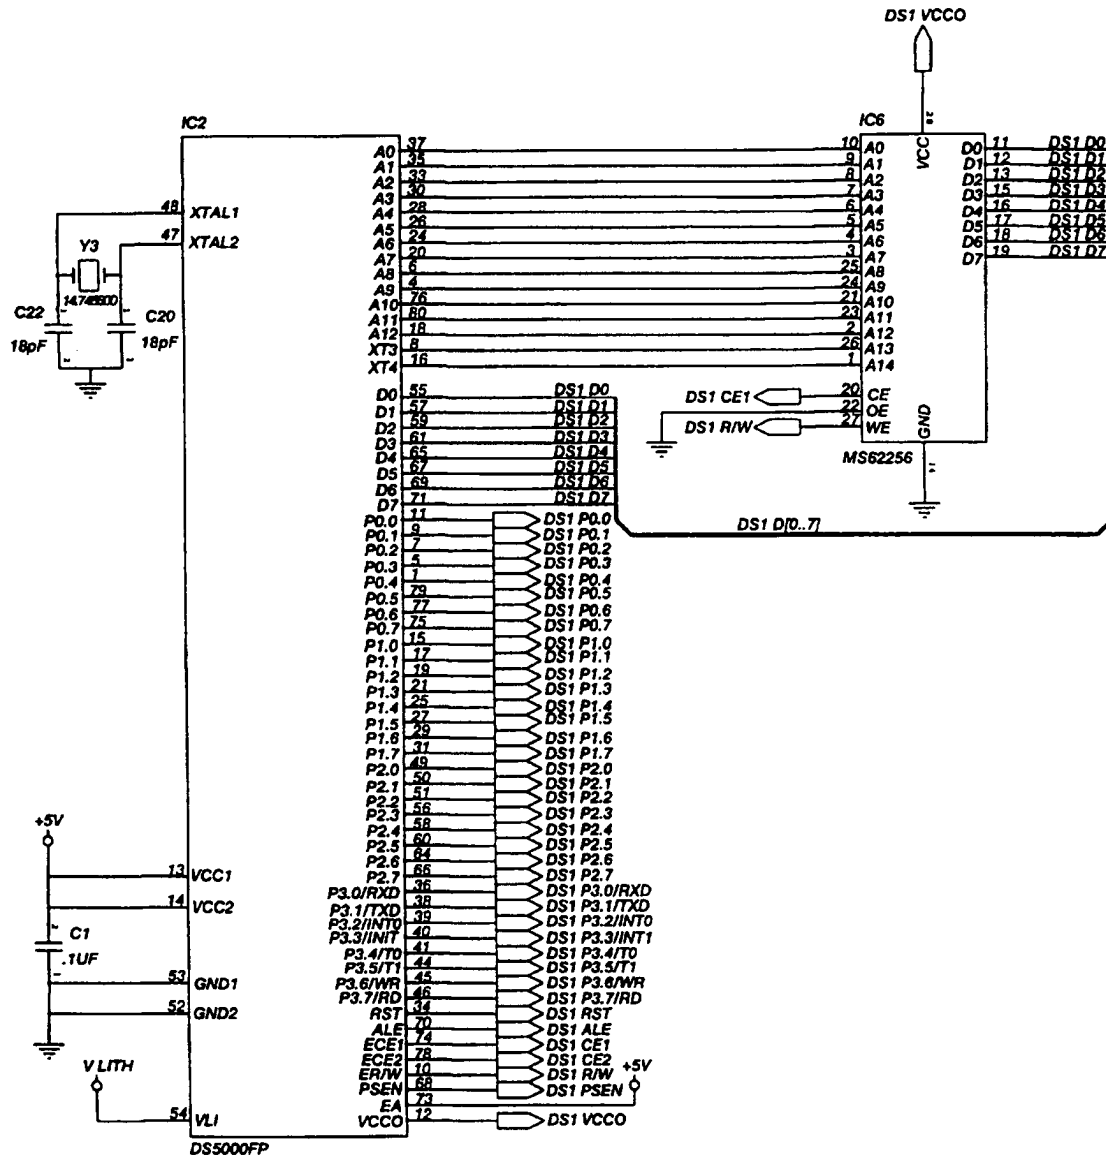 DS1 VCCO
IC2
IC6
28
VCC
37 A0
35 A1
33 A2
30 A3
28 A4
26 A5
24 A6
20 A7
6 A8
4 A9
76 A10
80 A11
18 A12
8 XT3
16 XT4
10 A0
9 A1
8 A2
7 A3
6 A4
5 A5
4 A6
3 A7
25 A8
24 A9
21 A10
23 A11
2 A12
26 A13
1 A14
20 CE
22 OE
27 WE
GND
14
DS1 CE1
DS1 R/W
MS62256
D0 11 DS1 D0
D1 12 DS1 D1
D2 13 DS1 D2
D3 15 DS1 D3
D4 16 DS1 D4
D5 17 DS1 D5
D6 18 DS1 D6
D7 19 DS1 D7
48 XTAL1
47 XTAL2
Y3
C22
18pF
C20
18pF
D0 55 DS1 D0
D1 57 DS1 D1
D2 59 DS1 D2
D3 61 DS1 D3
D4 65 DS1 D4
D5 67 DS1 D5
D6 69 DS1 D6
D7 71 DS1 D7
DS1 D[0..7]
P0.0 11 DS1 P0.0
P0.1 9 DS1 P0.1
P0.2 7 DS1 P0.2
P0.3 5 DS1 P0.3
P0.4 1 DS1 P0.4
P0.5 79 DS1 P0.5
P0.6 77 DS1 P0.6
P0.7 75 DS1 P0.7
P1.0 15 DS1 P1.0
P1.1 17 DS1 P1.1
P1.2 19 DS1 P1.2
P1.3 21 DS1 P1.3
P1.4 25 DS1 P1.4
P1.5 27 DS1 P1.5
P1.6 29 DS1 P1.6
P1.7 31 DS1 P1.7
P2.0 49 DS1 P2.0
P2.1 50 DS1 P2.1
P2.2 51 DS1 P2.2
P2.3 56 DS1 P2.3
P2.4 58 DS1 P2.4
P2.5 60 DS1 P2.5
P2.6 64 DS1 P2.6
P2.7 66 DS1 P2.7
P3.0/RXD 36 DS1 P3.0/RXD
P3.1/TXD 38 DS1 P3.1/TXD
P3.2/INT0 39 DS1 P3.2/INT0
P3.3/INIT 40 DS1 P3.3/INT1
P3.4/T0 41 DS1 P3.4/T0
P3.5/T1 44 DS1 P3.5/T1
P3.6/WR 45 DS1 P3.6/WR
P3.7/RD 46 DS1 P3.7/RD
RST 34 DS1 RST
ALE 70 DS1 ALE
ECE1 74 DS1 CE1
ECE2 78 DS1 CE2
ER/W 10 DS1 R/W
PSEN 68 DS1 PSEN
EA 73 +5V
VCCO 12 DS1 VCCO
+5V
13 VCC1
14 VCC2
C1
.1UF
53 GND1
52 GND2
V LITH
54 VLI
DS5000FP